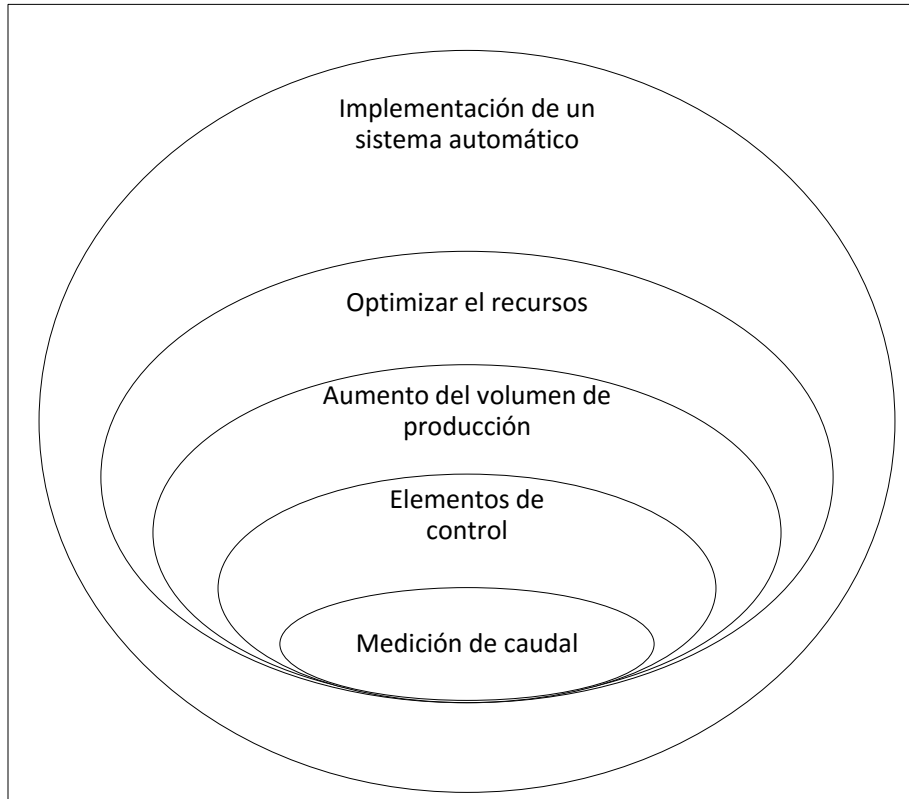 Implementación de un
sistema automático
Optimizar el recursos
Aumento del volumen de
producción
Elementos de
control
Medición de caudal